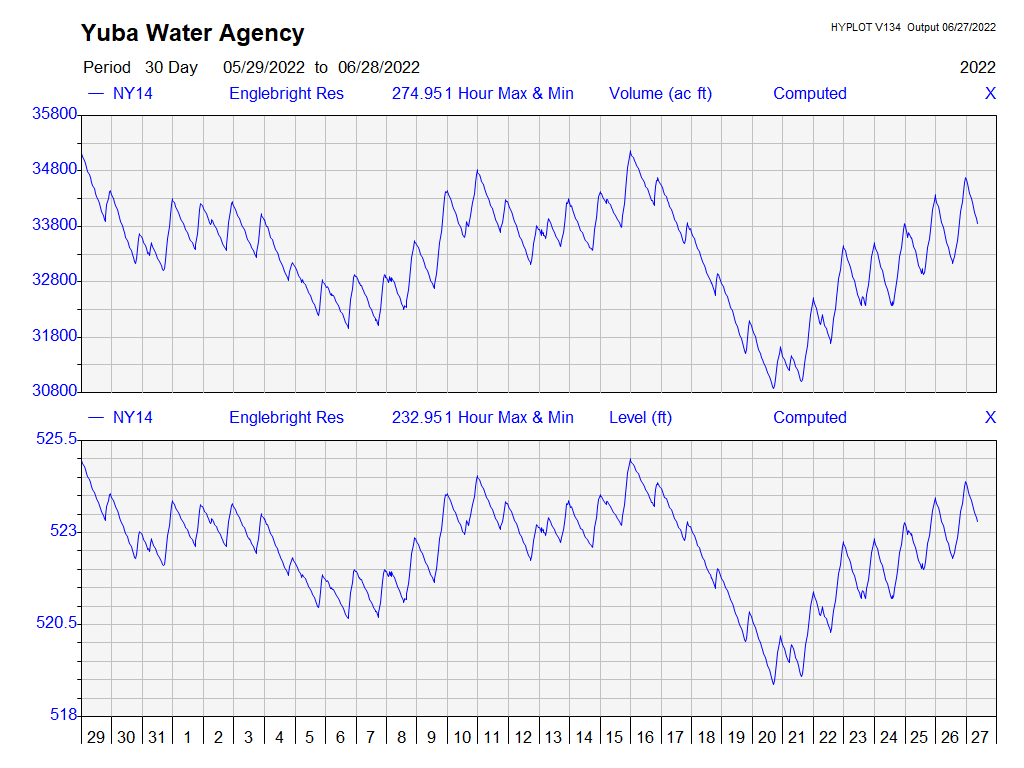 Yuba Water Agency
HYPLOT V134 Output 06/27/2022
Period 30 Day 05/29/2022 to 06/28/2022 2022
NY14 Englebright Res 274.951 Hour Max & Min Volume (ac ft) Computed X
35800
34800
33800
32800
31800
30800
NY14 Englebright Res 232.951 Hour Max & Min Level (ft) Computed X
525.5
523
520.5
518
29 30 31 1 2 3 4 5 6 7 8 9 10 11 12 13 14 15 16 17 18 19 20 21 22 23 24 25 26 27